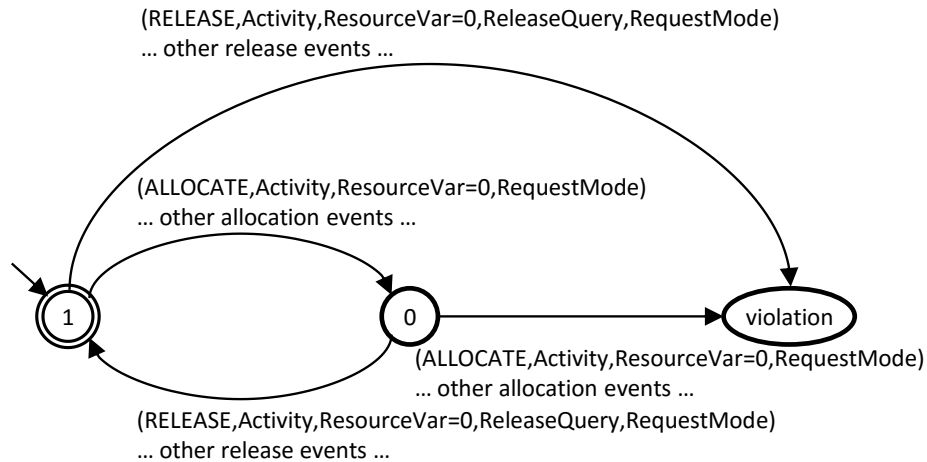 (RELEASE,Activity,ResourceVar=0,ReleaseQuery,RequestMode)
… other release events …
(ALLOCATE,Activity,ResourceVar=0,RequestMode)
… other allocation events …
1
0
violation
(ALLOCATE,Activity,ResourceVar=0,RequestMode)
… other allocation events …
(RELEASE,Activity,ResourceVar=0,ReleaseQuery,RequestMode)
… other release events …